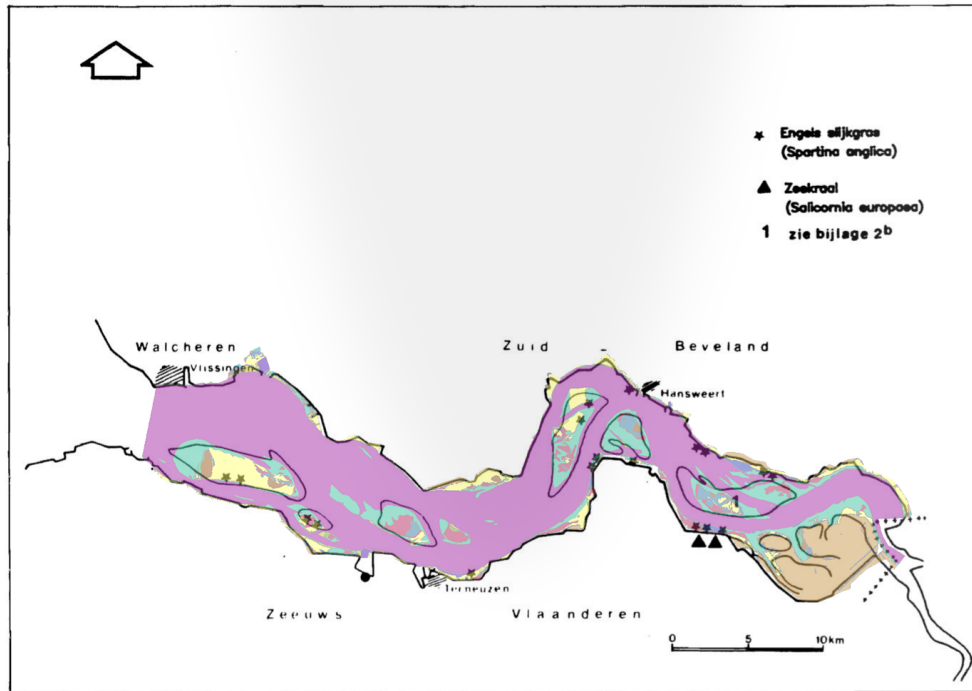 Engels slijkgras
(Spartina anglica)
Zeekraal
(Salicornia europaea)
1 zie bijlage 2b
Walcheren
Vlissingen
Zuid Beveland
Hansweert
1
Terneuzen
Zeeuws Vlaanderen
0 5 10km